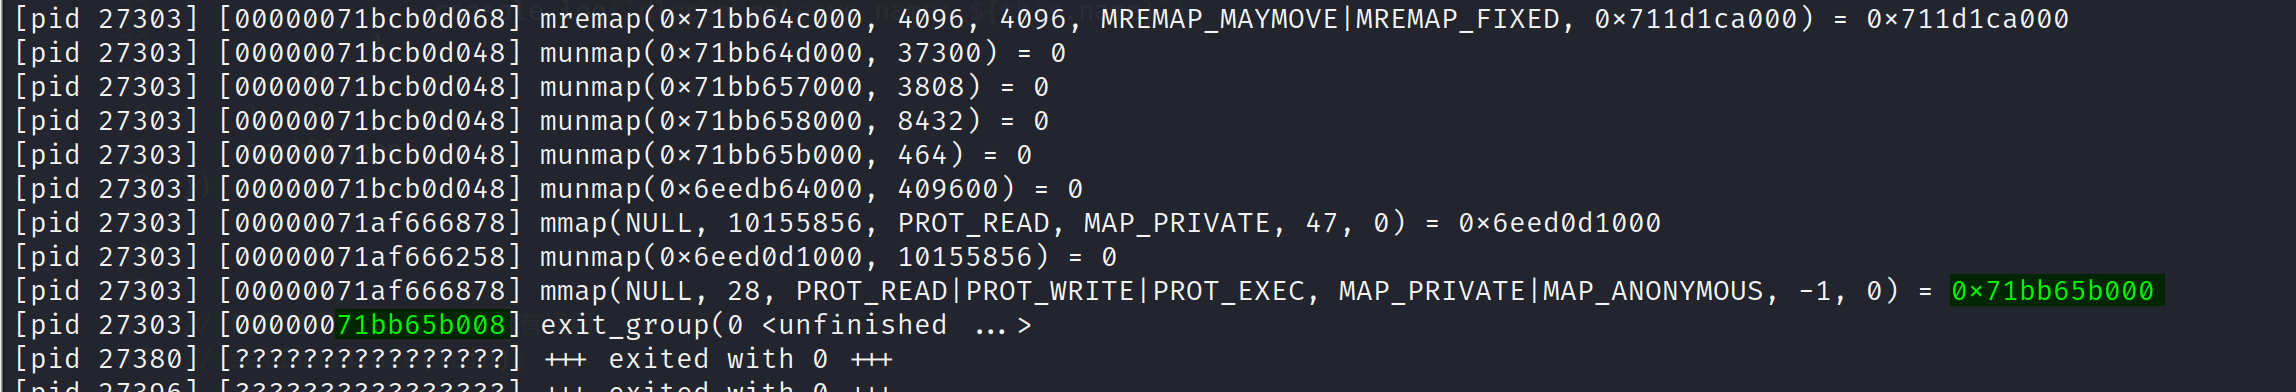 [pid 27303] [00000071bcb0d068] mremap(0×71bb64c000, 4096, 4096, MREMAP_MAYMOVE|MREMAP_FIXED, 0×711d1ca000) = 0×711d1ca000
[pid 27303] [00000071bcb0d048] munmap(0×71bb64d000, 37300) = 0
[pid 27303] [00000071bcb0d048] munmap(0×71bb657000, 3808) = 0
[pid 27303] [00000071bcb0d048] munmap(0×71bb658000, 8432) = 0
[pid 27303] [00000071bcb0d048] munmap(0×71bb65b000, 464) = 0
[pid 27303] [00000071bcb0d048] munmap(0×6eedb64000, 409600) = 0
[pid 27303] [00000071af666878] mmap(NULL, 10155856, PROT_READ, MAP_PRIVATE, 47, 0) = 0×6eed0d1000
[pid 27303] [00000071af666258] munmap(0×6eed0d1000, 10155856) = 0
[pid 27303] [00000071af666878] mmap(NULL, 28, PROT_READ|PROT_WRITE|PROT_EXEC, MAP_PRIVATE|MAP_ANONYMOUS, -1, 0) = 0×71bb65b000
[pid 27303] [00000071bb65b008] exit_group(0 <unfinished ...>
[pid 27380] [????????????????] +++ exited with 0 +++
[pid 27396] [????????????????] +++ exited with 0 +++